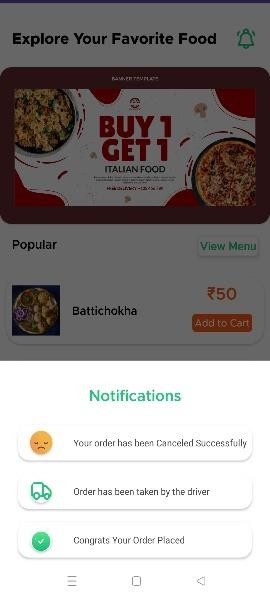 Explore Your Favorite Food
BANNER TEMPLATE
BUY 1
GET 1
ITALIAN FOOD
Popular
View Menu
₹50
Battichokha
Add to Cart
Notifications
Your order has been Canceled Successfully
Order has been taken by the driver
Congrats Your Order Placed